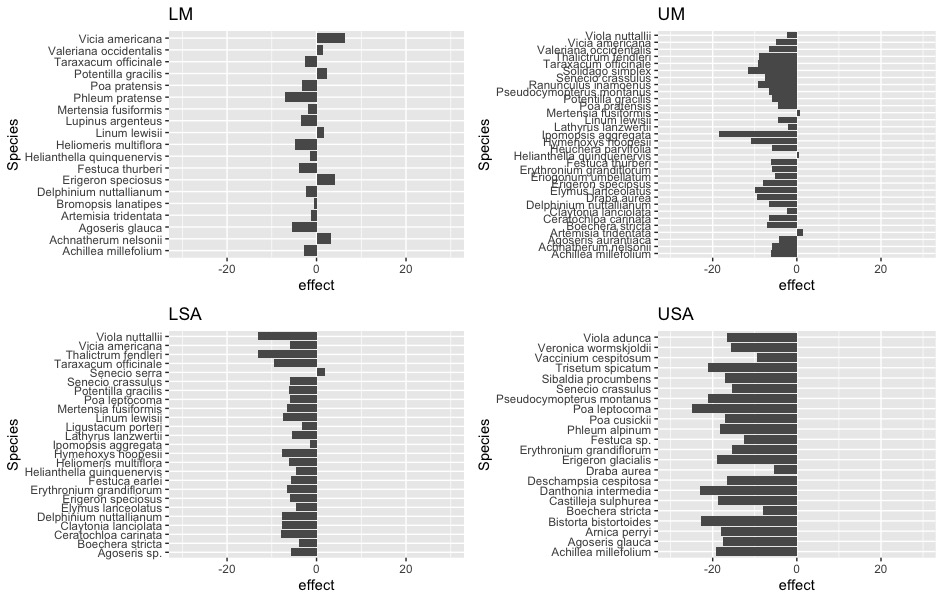 LM
Species
Vicia americana
Valeriana occidentalis
Taraxacum officinale
Potentilla gracilis
Poa pratensis
Phleum pratense
Mertensia fusiformis
Lupinus argenteus
Linum lewisii
Heliomeris multiflora
Helianthella quinquenervis
Festuca thurberi
Erigeron speciosus
Delphinium nuttallianum
Bromopsis lanatipes
Artemisia tridentata
Agoseris glauca
Achnatherum nelsonii
Achillea millefolium
-20 0 20
effect
UM
Species
Viola nuttallii
Vicia americana
Valeriana occidentalis
Thalictrum fendleri
Taraxacum officinale
Solidago simplex
Senecio crassulus
Ranunculus inamoenus
Pseudocymopterus montanus
Potentilla gracilis
Poa pratensis
Mertensia fusiformis
Linum lewisii
Lathyrus lanzwertii
Ipomopsis aggregata
Hymenoxys hoopesii
Heuchera parvifolia
Helianthella quinquenervis
Festuca thurberi
Erythronium grandiflorum
Eriogonum umbellatum
Erigeron speciosus
Elymus lanceolatus
Draba aurea
Delphinium nuttallianum
Claytonia lanciolata
Ceratochloa carinata
Boechera stricta
Artemisia tridentata
Agoseris aurantiaca
Achnatherum nelsonii
Achillea millefolium
-20 0 20
effect
LSA
Species
Viola nuttallii
Vicia americana
Thalictrum fendleri
Taraxacum officinale
Senecio serra
Senecio crassulus
Potentilla gracilis
Poa leptocoma
Mertensia fusiformis
Linum lewisii
Ligustacum porteri
Lathyrus lanzwertii
Ipomopsis aggregata
Hymenoxys hoopesii
Heliomeris multiflora
Helianthella quinquenervis
Festuca earlei
Erythronium grandiflorum
Erigeron speciosus
Elymus lanceolatus
Delphinium nuttallianum
Claytonia lanciolata
Ceratochloa carinata
Boechera stricta
Agoseris sp.
-20 0 20
effect
USA
Species
Viola adunca
Veronica wormskjoldii
Vaccinium cespitosum
Trisetum spicatum
Sibaldia procumbens
Senecio crassulus
Pseudocymopterus montanus
Poa leptocoma
Poa cusickii
Phleum alpinum
Festuca sp.
Erythronium grandiflorum
Erigeron glacialis
Draba aurea
Deschampsia cespitosa
Danthonia intermedia
Castilleja sulphurea
Boechera stricta
Bistorta bistortoides
Arnica perryi
Agoseris glauca
Achillea millefolium
-20 0 20
effect